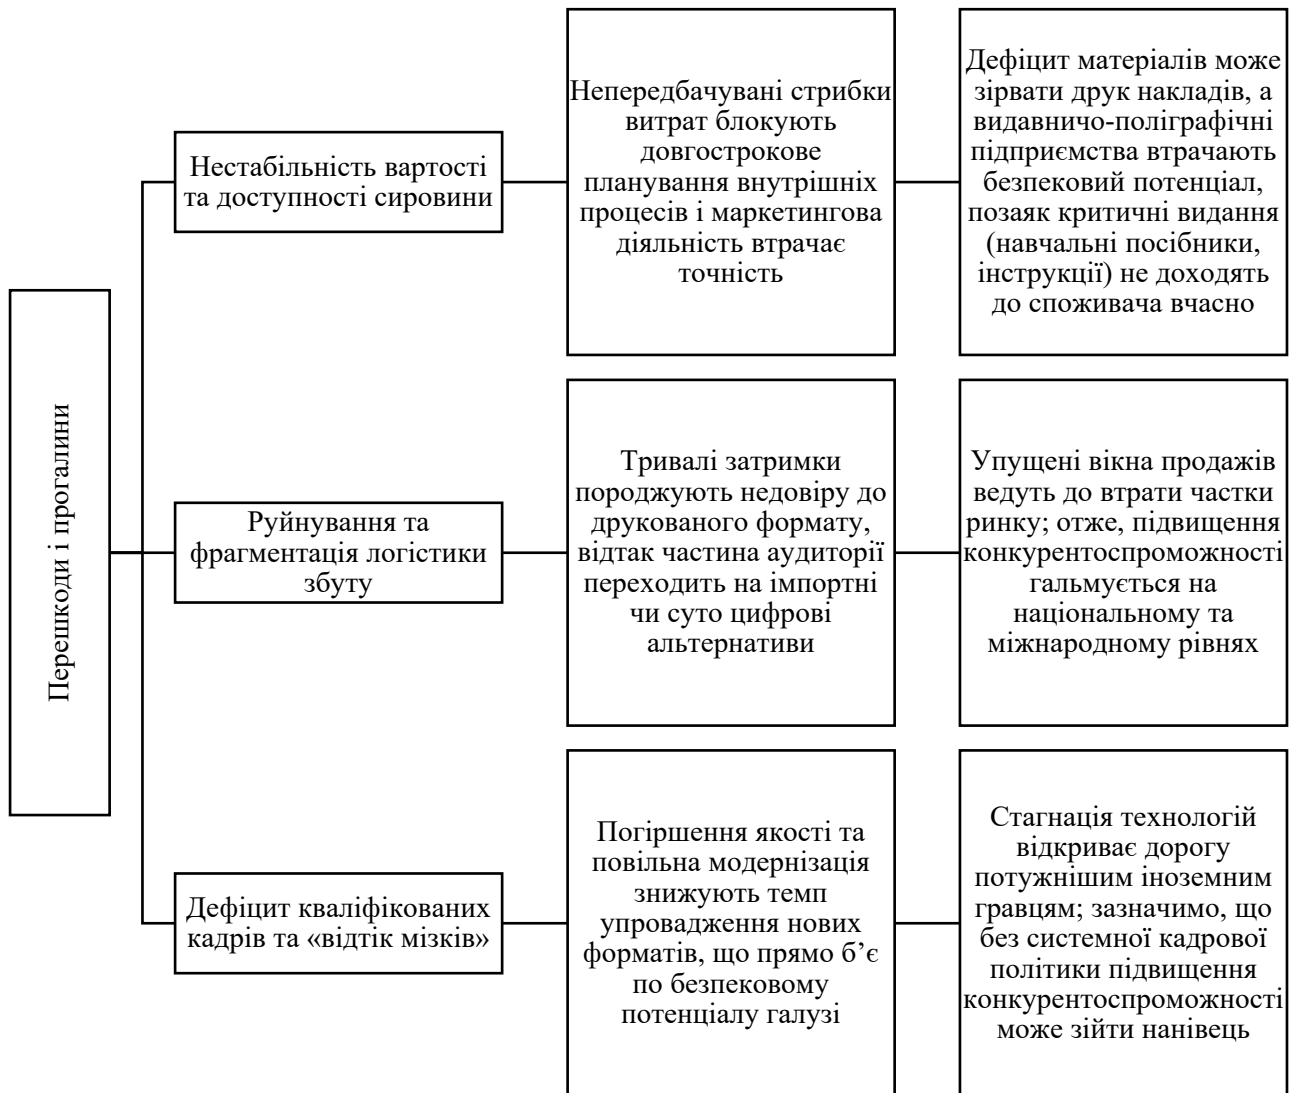 Перешкоди і прогалини
Нестабільність вартості
та доступності сировини
Непередбачувані стрибки
витрат блокують
довгострокове
планування внутрішніх
процесів і маркетингова
діяльність втрачає
точність
Дефіцит матеріалів може
зірвати друк накладів, а
видавничо-поліграфічні
підприємства втрачають
безпековий потенціал,
позаяк критичні видання
(навчальні посібники,
інструкції) не доходять
до споживача вчасно
Руйнування та
фрагментація логістики
збуту
Тривалі затримки
породжують недовіру до
друкованого формату,
відтак частина аудиторії
переходить на імпортні
чи суто цифрові
альтернативи
Упущені вікна продажів
ведуть до втрати частки
ринку; отже, підвищення
конкурентоспроможності
гальмується на
національному та
міжнародному рівнях
Дефіцит кваліфікованих
кадрів та «відтік мізків»
Погіршення якості та
повільна модернізація
знижують темп
упровадження нових
форматів, що прямо б’є
по безпековому
потенціалу галузі
Стагнація технологій
відкриває дорогу
потужнішим іноземним
гравцям; зазначимо, що
без системної кадрової
політики підвищення
конкурентоспроможності
може зійти нанівець